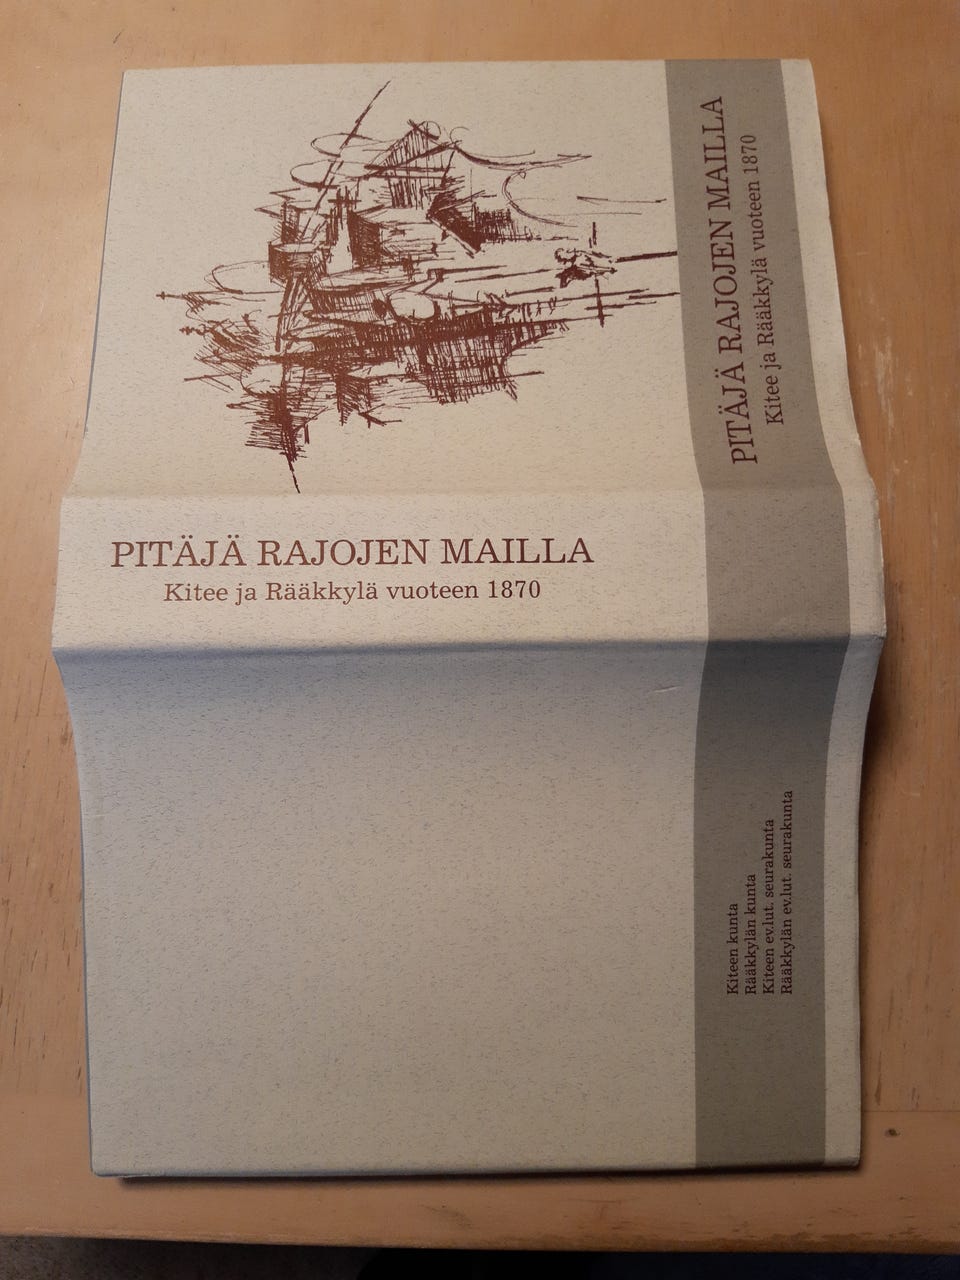 PITÄJÄ RAJOJEN MAILLA
Kitee ja Rääkkylä vuoteen 1870
PITÄJÄ RAJOJEN MAILLA
Kitee ja Rääkkylä vuoteen 1870
Kiteen kunta
Rääkkylän kunta
Kiteen ev.lut. seurakunta
Rääkkylän ev.lut. seurakunta